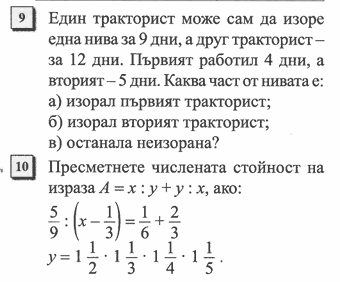 9 Един тракторист може сам да изоре
една нива за 9 дни, а друг тракторист –
за 12 дни. Първият работил 4 дни, а
вторият – 5 дни. Каква част от нивата е:
а) изорал първият тракторист;
б) изорал вторият тракторист;
в) останала неизорана?
10 Пресметнете числената стойност на
израза A = x : y + y : x, ако:
5/9 : (x − 1/3) = 1/6 + 2/3
y = 1 1/2 · 1 1/3 · 1 1/4 · 1 1/5 .